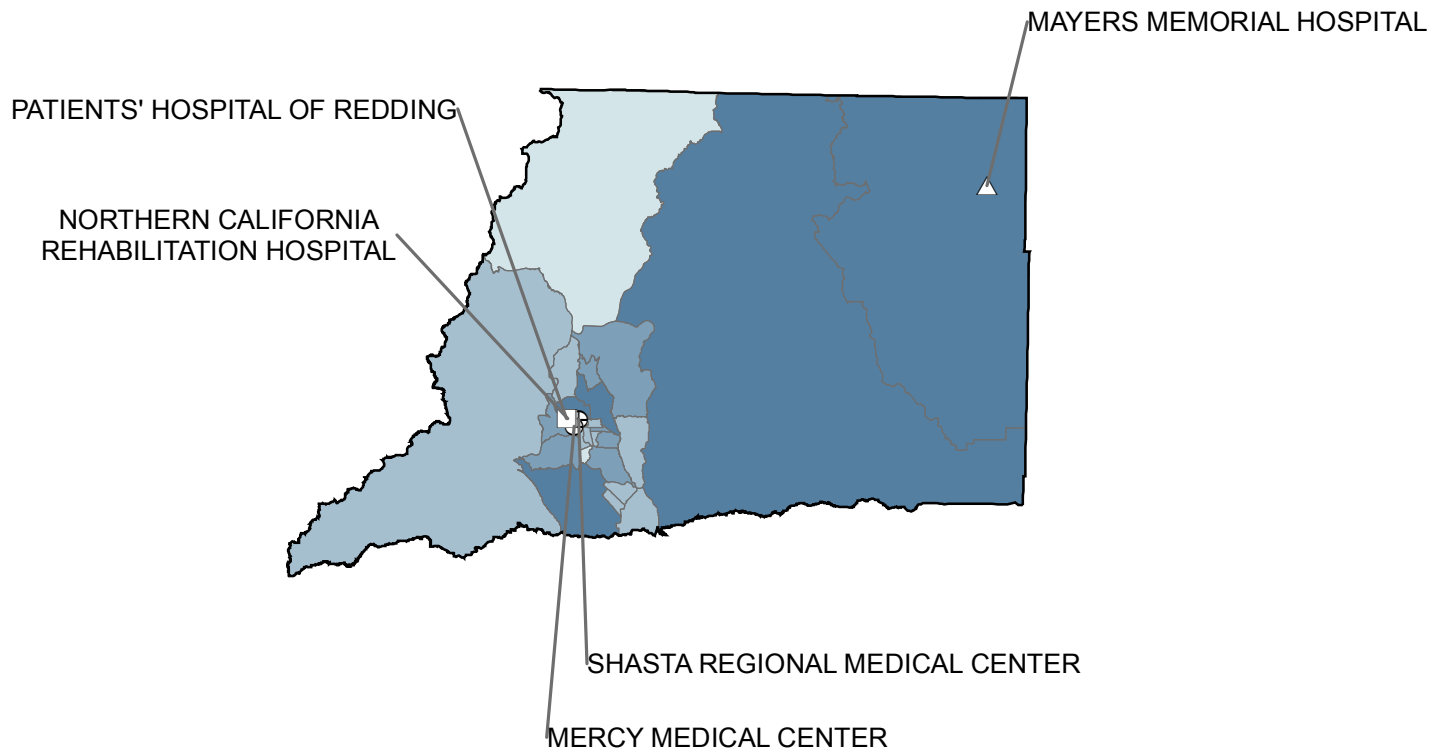 MAYERS MEMORIAL HOSPITAL
PATIENTS' HOSPITAL OF REDDING
NORTHERN CALIFORNIA
REHABILITATION HOSPITAL
SHASTA REGIONAL MEDICAL CENTER
MERCY MEDICAL CENTER